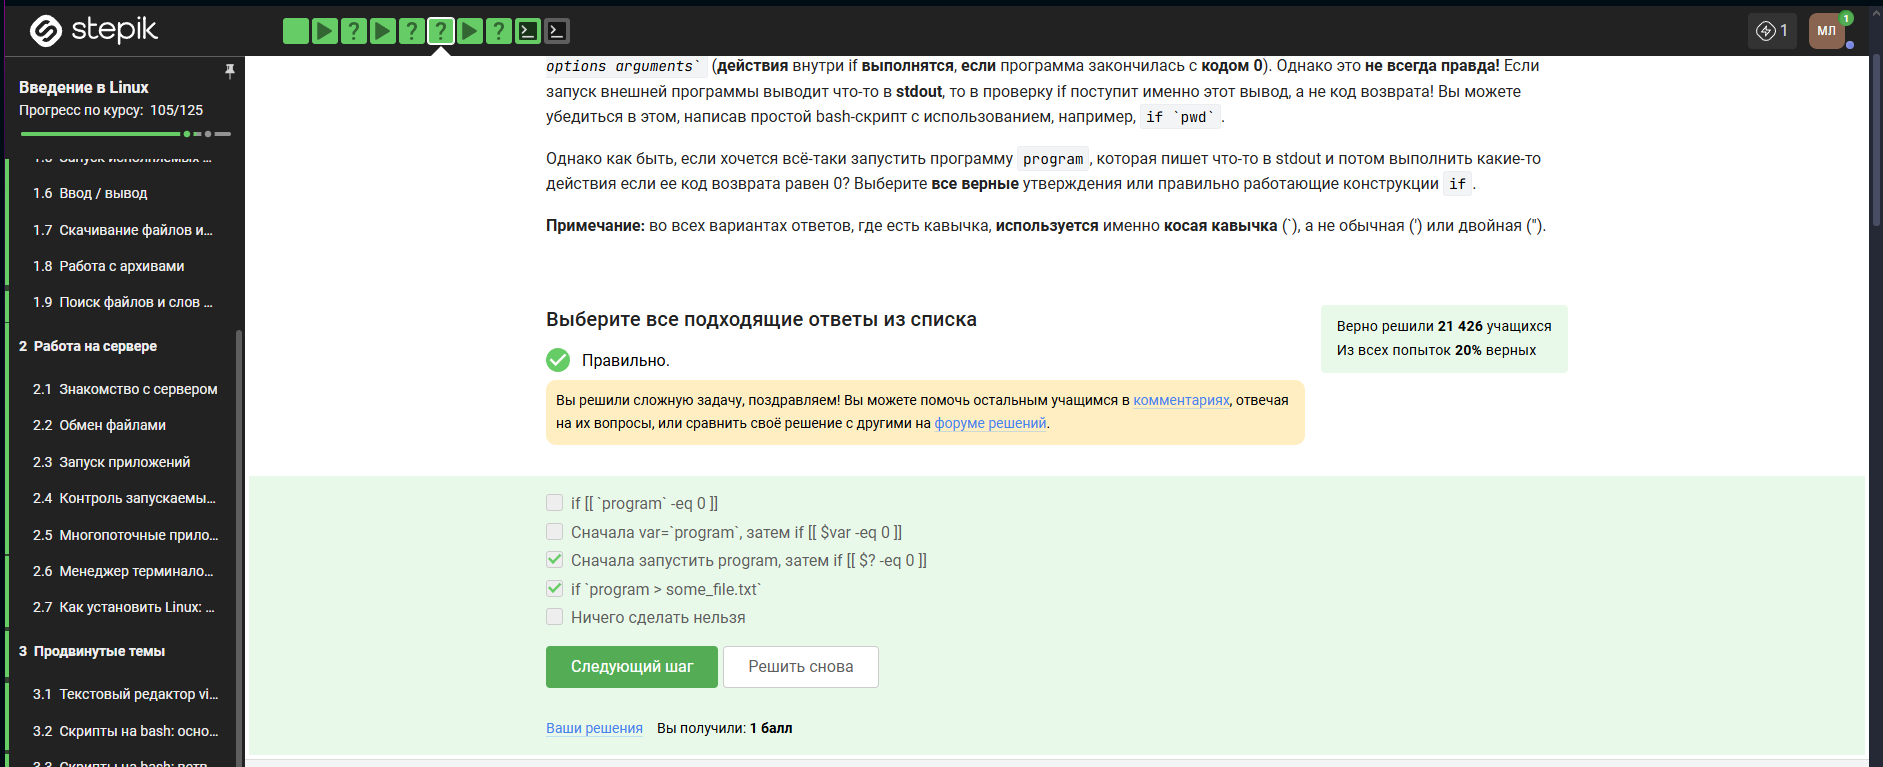 stepik
1
МЛ
1
Введение в Linux
Прогресс по курсу: 105/125
1.6 Ввод / вывод
1.7 Скачивание файлов и...
1.8 Работа с архивами
1.9 Поиск файлов и слов ...
2 Работа на сервере
2.1 Знакомство с сервером
2.2 Обмен файлами
2.3 Запуск приложений
2.4 Контроль запускаемы...
2.5 Многопоточные прило...
2.6 Менеджер терминало...
2.7 Как установить Linux: ...
3 Продвинутые темы
3.1 Текстовый редактор vi...
3.2 Скрипты на bash: осно...
options arguments` (действия внутри if выполнятся, если программа закончилась с кодом 0). Однако это не всегда правда! Если
запуск внешней программы выводит что-то в stdout, то в проверку if поступит именно этот вывод, а не код возврата! Вы можете
убедиться в этом, написав простой bash-скрипт с использованием, например, if `pwd`.
Однако как быть, если хочется всё-таки запустить программу program, которая пишет что-то в stdout и потом выполнить какие-то
действия если ее код возврата равен 0? Выберите все верные утверждения или правильно работающие конструкции if.
Примечание: во всех вариантах ответов, где есть кавычка, используется именно косая кавычка (`), а не обычная (') или двойная (").
Выберите все подходящие ответы из списка
Верно решили 21 426 учащихся
Из всех попыток 20% верных
Правильно.
Вы решили сложную задачу, поздравляем! Вы можете помочь остальным учащимся в комментариях, отвечая
на их вопросы, или сравнить своё решение с другими на форуме решений.
if [[ `program` -eq 0 ]]
Сначала var=`program`, затем if [[ $var -eq 0 ]]
Сначала запустить program, затем if [[ $? -eq 0 ]]
if `program > some_file.txt`
Ничего сделать нельзя
Следующий шаг
Решить снова
Ваши решения Вы получили: 1 балл